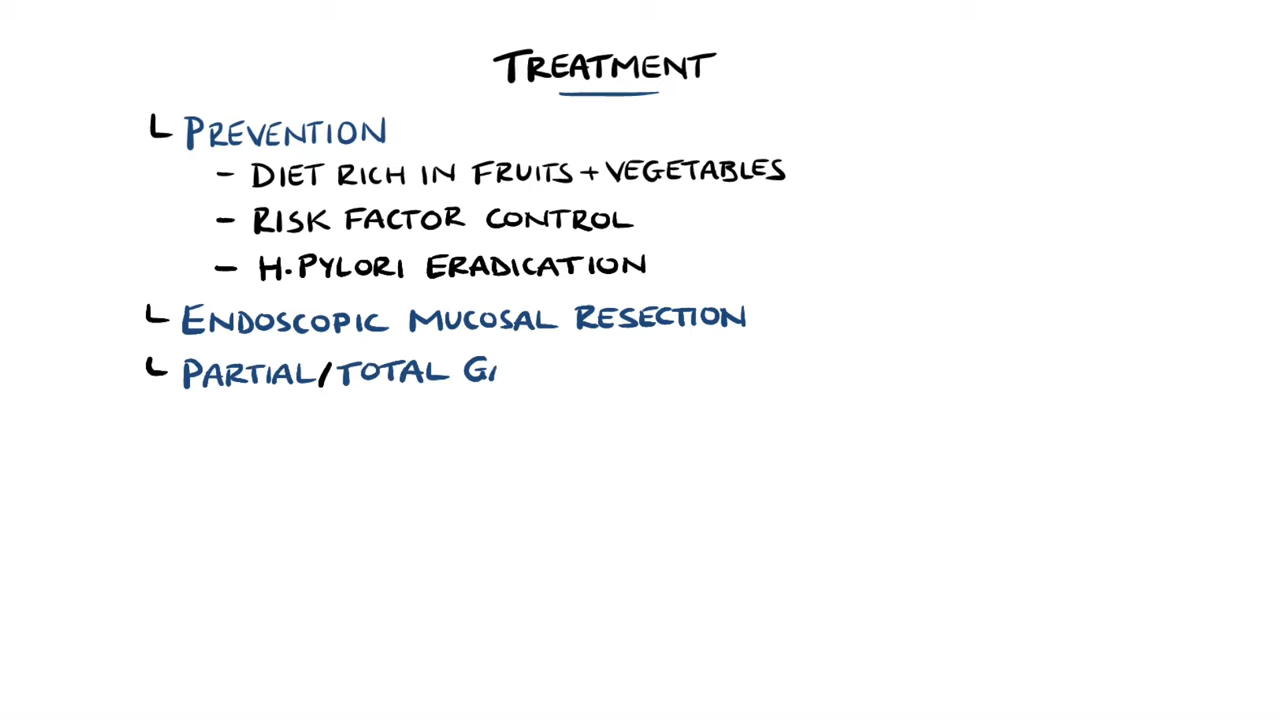 TREATMENT
PREVENTION
- DIET RICH IN FRUITS + VEGETABLES
- RISK FACTOR CONTROL
- H. PYLORI ERADICATION
ENDOSCOPIC MUCOSAL RESECTION
PARTIAL/TOTAL G